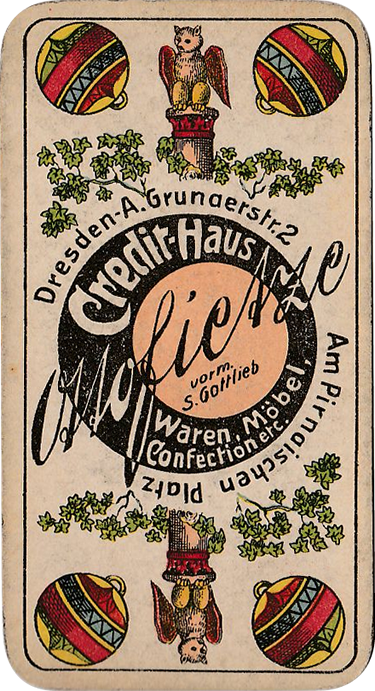 Dresden-A. Grunaerstr. 2
Credit-Haus
vorm.
S. Gottlieb
Waren, Möbel,
Confection, etc.
Am Pirnaischen Platz